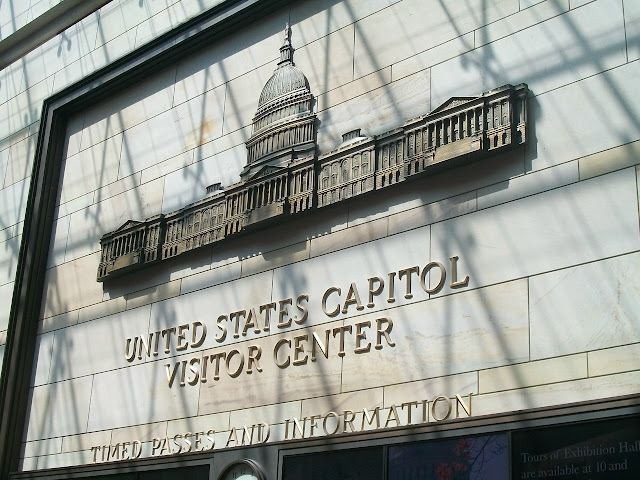 UNITED STATES CAPITOL
VISITOR CENTER
TIMED PASSES AND INFORMATION
Tours of Exhibition Hall
are available at 10 and